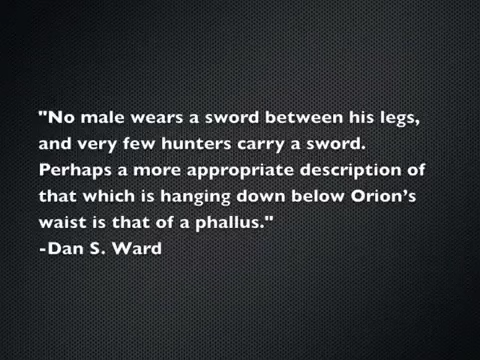 "No male wears a sword between his legs,
and very few hunters carry a sword.
Perhaps a more appropriate description of
that which is hanging down below Orion’s
waist is that of a phallus."
-Dan S. Ward